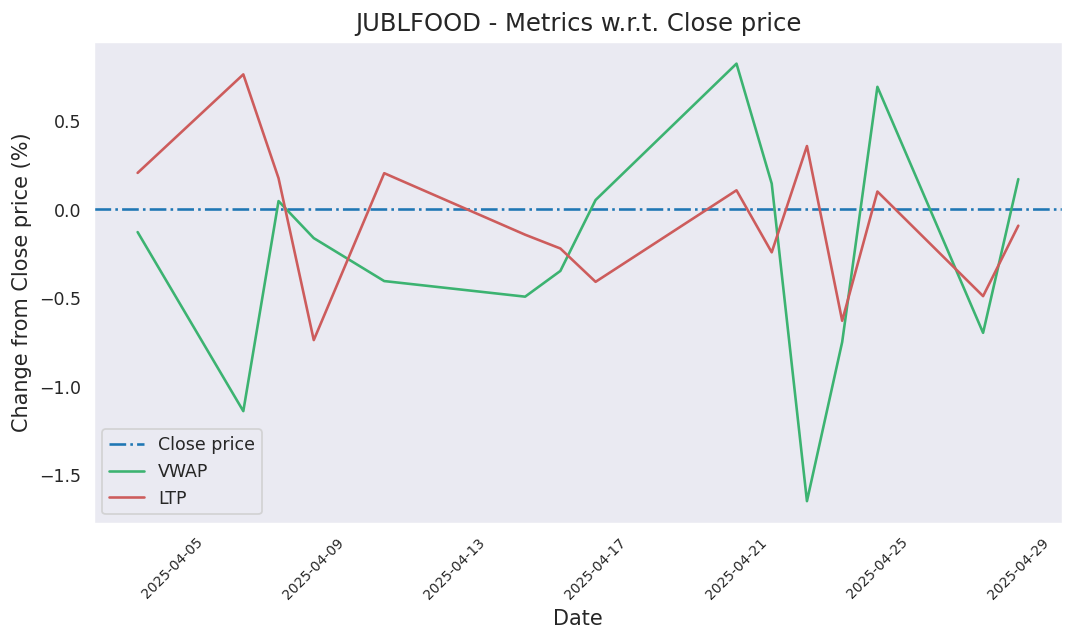 JUBLFOOD - Metrics w.r.t. Close price
Change from Close price (%)
0.5
0.0
−0.5
−1.0
−1.5
Close price
VWAP
LTP
2025-04-05
2025-04-09
2025-04-13
2025-04-17
2025-04-21
2025-04-25
2025-04-29
Date